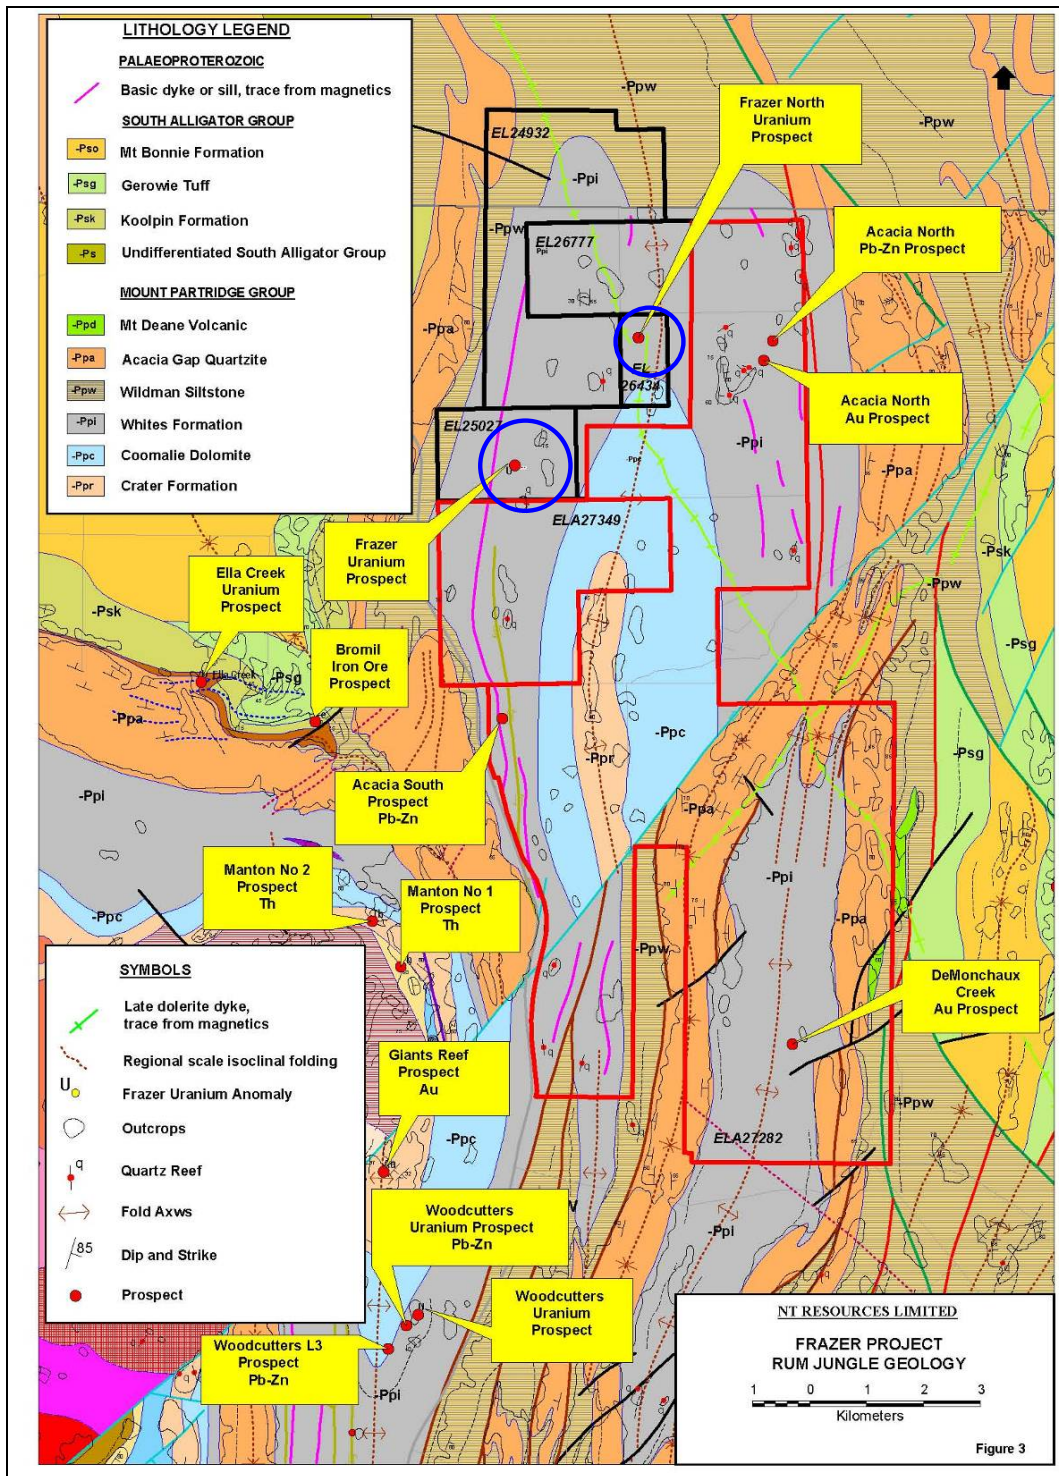 LITHOLOGY LEGEND
PALAEOPROTEROZOIC
Basic dyke or sill, trace from magnetics
SOUTH ALLIGATOR GROUP
-Pso Mt Bonnie Formation
-Psg Gerowie Tuff
-Psk Koolpin Formation
-Ps Undifferentiated South Alligator Group
MOUNT PARTRIDGE GROUP
-Ppd Mt Deane Volcanic
-Ppa Acacia Gap Quartzite
-Ppw Wildman Siltstone
-Ppi Whites Formation
-Ppc Coomalie Dolomite
-Ppr Crater Formation
-Ppw
Frazer North
Uranium
Prospect
-Ppw
EL24932
-Ppi
-Ppw
EL26777
Ppi
Acacia North
Pb-Zn Prospect
-Ppa
EL
26434
Acacia North
Au Prospect
EL25027
-Ppi
-Ppc
-Ppa
ELA27349
Frazer
Uranium
Prospect
-Psk
-Ppw
Ella Creek
Uranium
Prospect
-Psk
Bromil
Iron Ore
Prospect
Ella Creek
-Psg
-Psg
-Ppa
-Ppc
-Psg
-Ppr
Acacia South
Prospect
Pb-Zn
-Ppi
-Ppa
Manton No 2
Prospect
Th
Manton No 1
Prospect
Th
-Ppi
-Ppc
-Ppa
-Ppw
DeMonchaux
Creek
Au Prospect
SYMBOLS
Late dolerite dyke,
trace from magnetics
Regional scale isoclinal folding
U Frazer Uranium Anomaly
Outcrops
q Quartz Reef
Fold Axws
85 Dip and Strike
Prospect
Giants Reef
Prospect
Au
-Ppw
-Ppc
ELA27282
Woodcutters
Uranium Prospect
Pb-Zn
-Ppi
Woodcutters
Uranium
Prospect
Woodcutters L3
Prospect
Pb-Zn
-Ppi
NT RESOURCES LIMITED
FRAZER PROJECT
RUM JUNGLE GEOLOGY
1 0 1 2 3
Kilometers
Figure 3